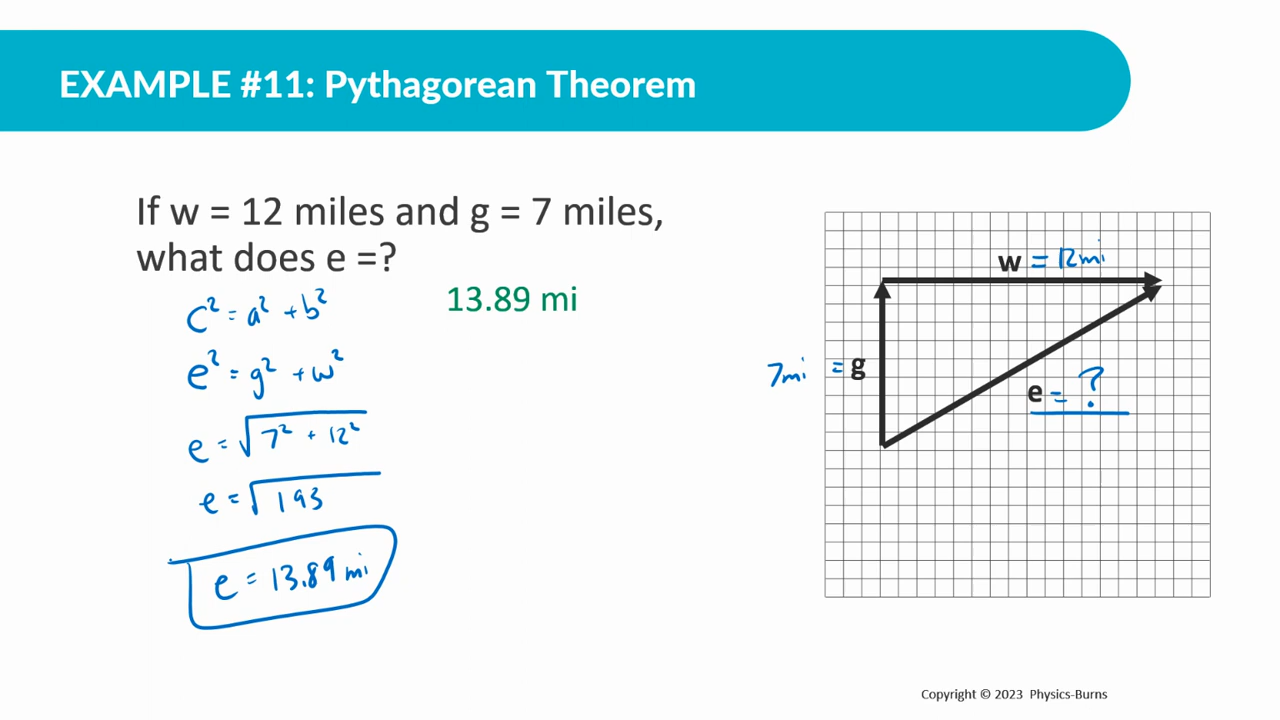 EXAMPLE #11: Pythagorean Theorem
If w = 12 miles and g = 7 miles,
what does e =?
13.89 mi
c² = a² + b²
e² = g² + w²
e = √7² + 12²
e = √193
e = 13.89 mi
w = 12mi
7mi = g
e = ?
Copyright © 2023 Physics-Burns